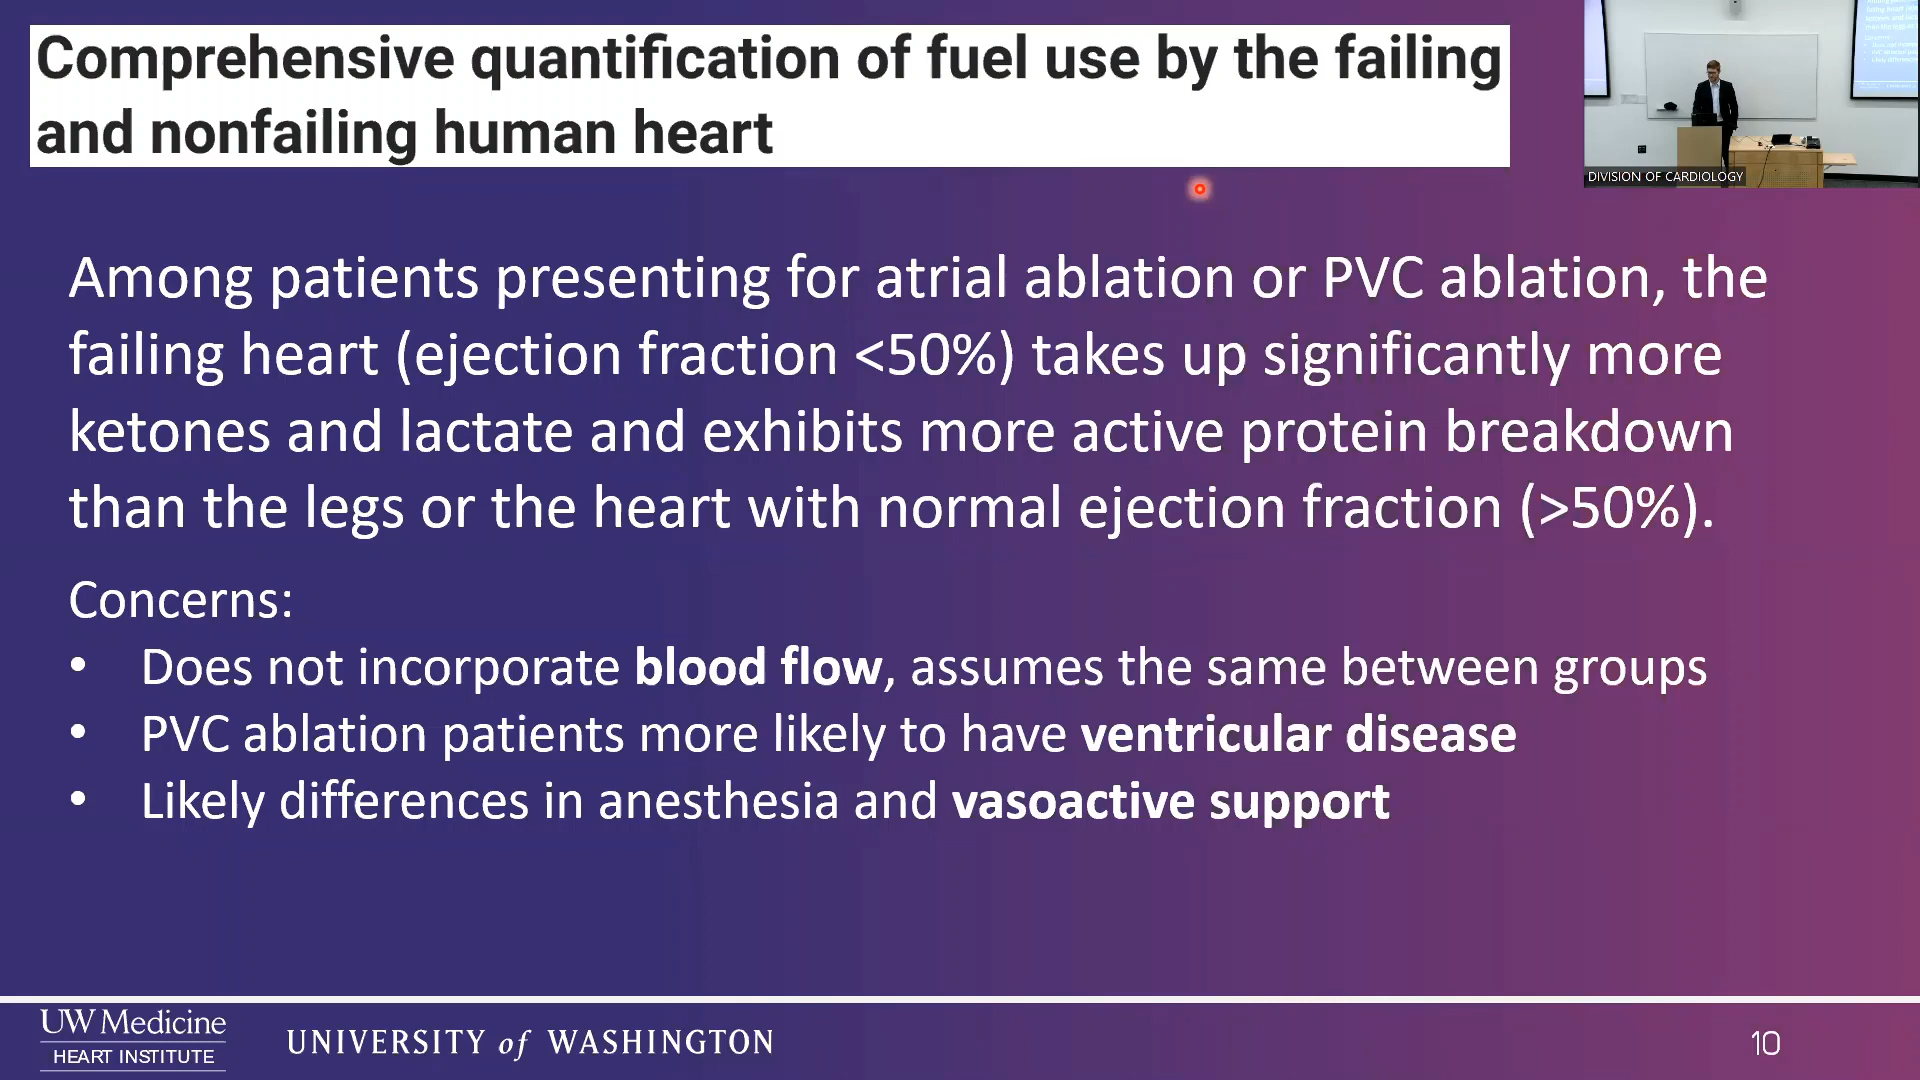 Comprehensive quantification of fuel use by the failing
and nonfailing human heart
DIVISION OF CARDIOLOGY
Among patients presenting for atrial ablation or PVC ablation, the
failing heart (ejection fraction <50%) takes up significantly more
ketones and lactate and exhibits more active protein breakdown
than the legs or the heart with normal ejection fraction (>50%).
Concerns:
• Does not incorporate blood flow, assumes the same between groups
• PVC ablation patients more likely to have ventricular disease
• Likely differences in anesthesia and vasoactive support
UW Medicine
HEART INSTITUTE
UNIVERSITY of WASHINGTON
10